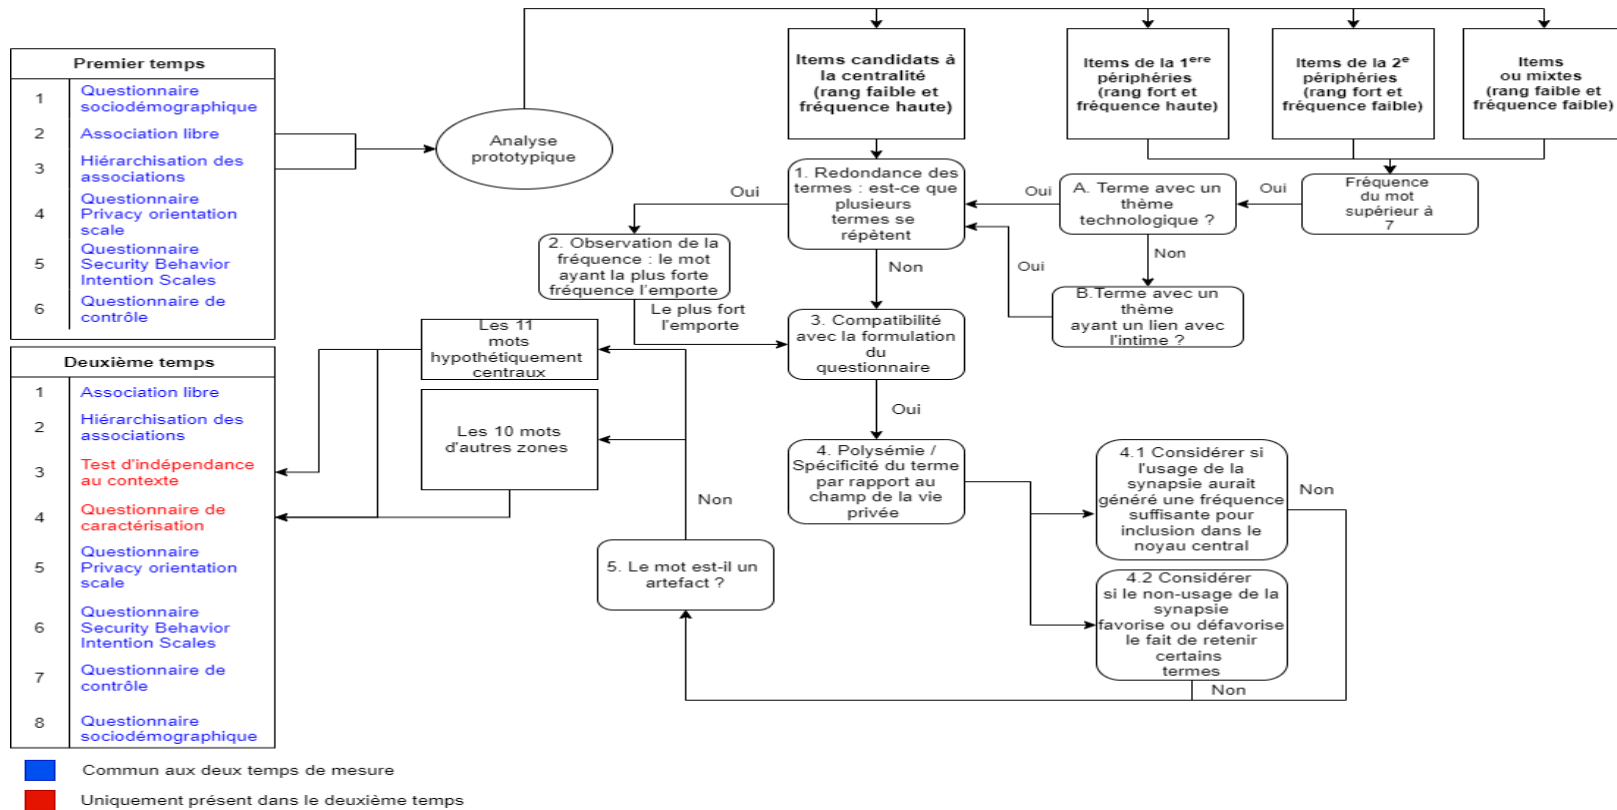 Premier temps
1
Questionnaire
sociodémographique
2
Association libre
3
Hiérarchisation des
associations
4
Questionnaire
Privacy orientation
scale
5
Questionnaire
Security Behavior
Intention Scales
6
Questionnaire de
contrôle
Deuxième temps
1
Association libre
2
Hiérarchisation des
associations
3
Test d'indépendance
au contexte
4
Questionnaire de
caractérisation
5
Questionnaire
Privacy orientation
scale
6
Questionnaire
Security Behavior
Intention Scales
7
Questionnaire de
contrôle
8
Questionnaire
sociodémographique
Commun aux deux temps de mesure
Uniquement présent dans le deuxième temps
Analyse
prototypique
Items candidats à
la centralité
(rang faible et
fréquence haute)
Items de la 1ere
périphéries
(rang fort et
fréquence haute)
Items de la 2e
périphéries
(rang fort et
fréquence faible)
Items
ou mixtes
(rang faible et
fréquence faible)
Fréquence
du mot
supérieur à
7
Oui
A. Terme avec un
thème
technologique ?
Oui
Non
B.Terme avec un
thème
ayant un lien avec
l'intime ?
Oui
1. Redondance des
termes : est-ce que
plusieurs
termes se
répètent
Oui
Non
2. Observation de la
fréquence : le mot
ayant la plus forte
fréquence l'emporte
Le plus fort
l'emporte
3. Compatibilité
avec la formulation
du
questionnaire
Oui
4. Polysémie /
Spécificité du terme
par rapport au
champ de la vie
privée
4.1 Considérer si
l'usage de la
synapsie aurait
généré une fréquence
suffisante pour
inclusion dans le
noyau central
Non
4.2 Considérer
si le non-usage de la
synapsie
favorise ou défavorise
le fait de retenir
certains
termes
Non
5. Le mot est-il un
artefact ?
Non
Les 11
mots
hypothétiquement
centraux
Les 10 mots
d'autres zones